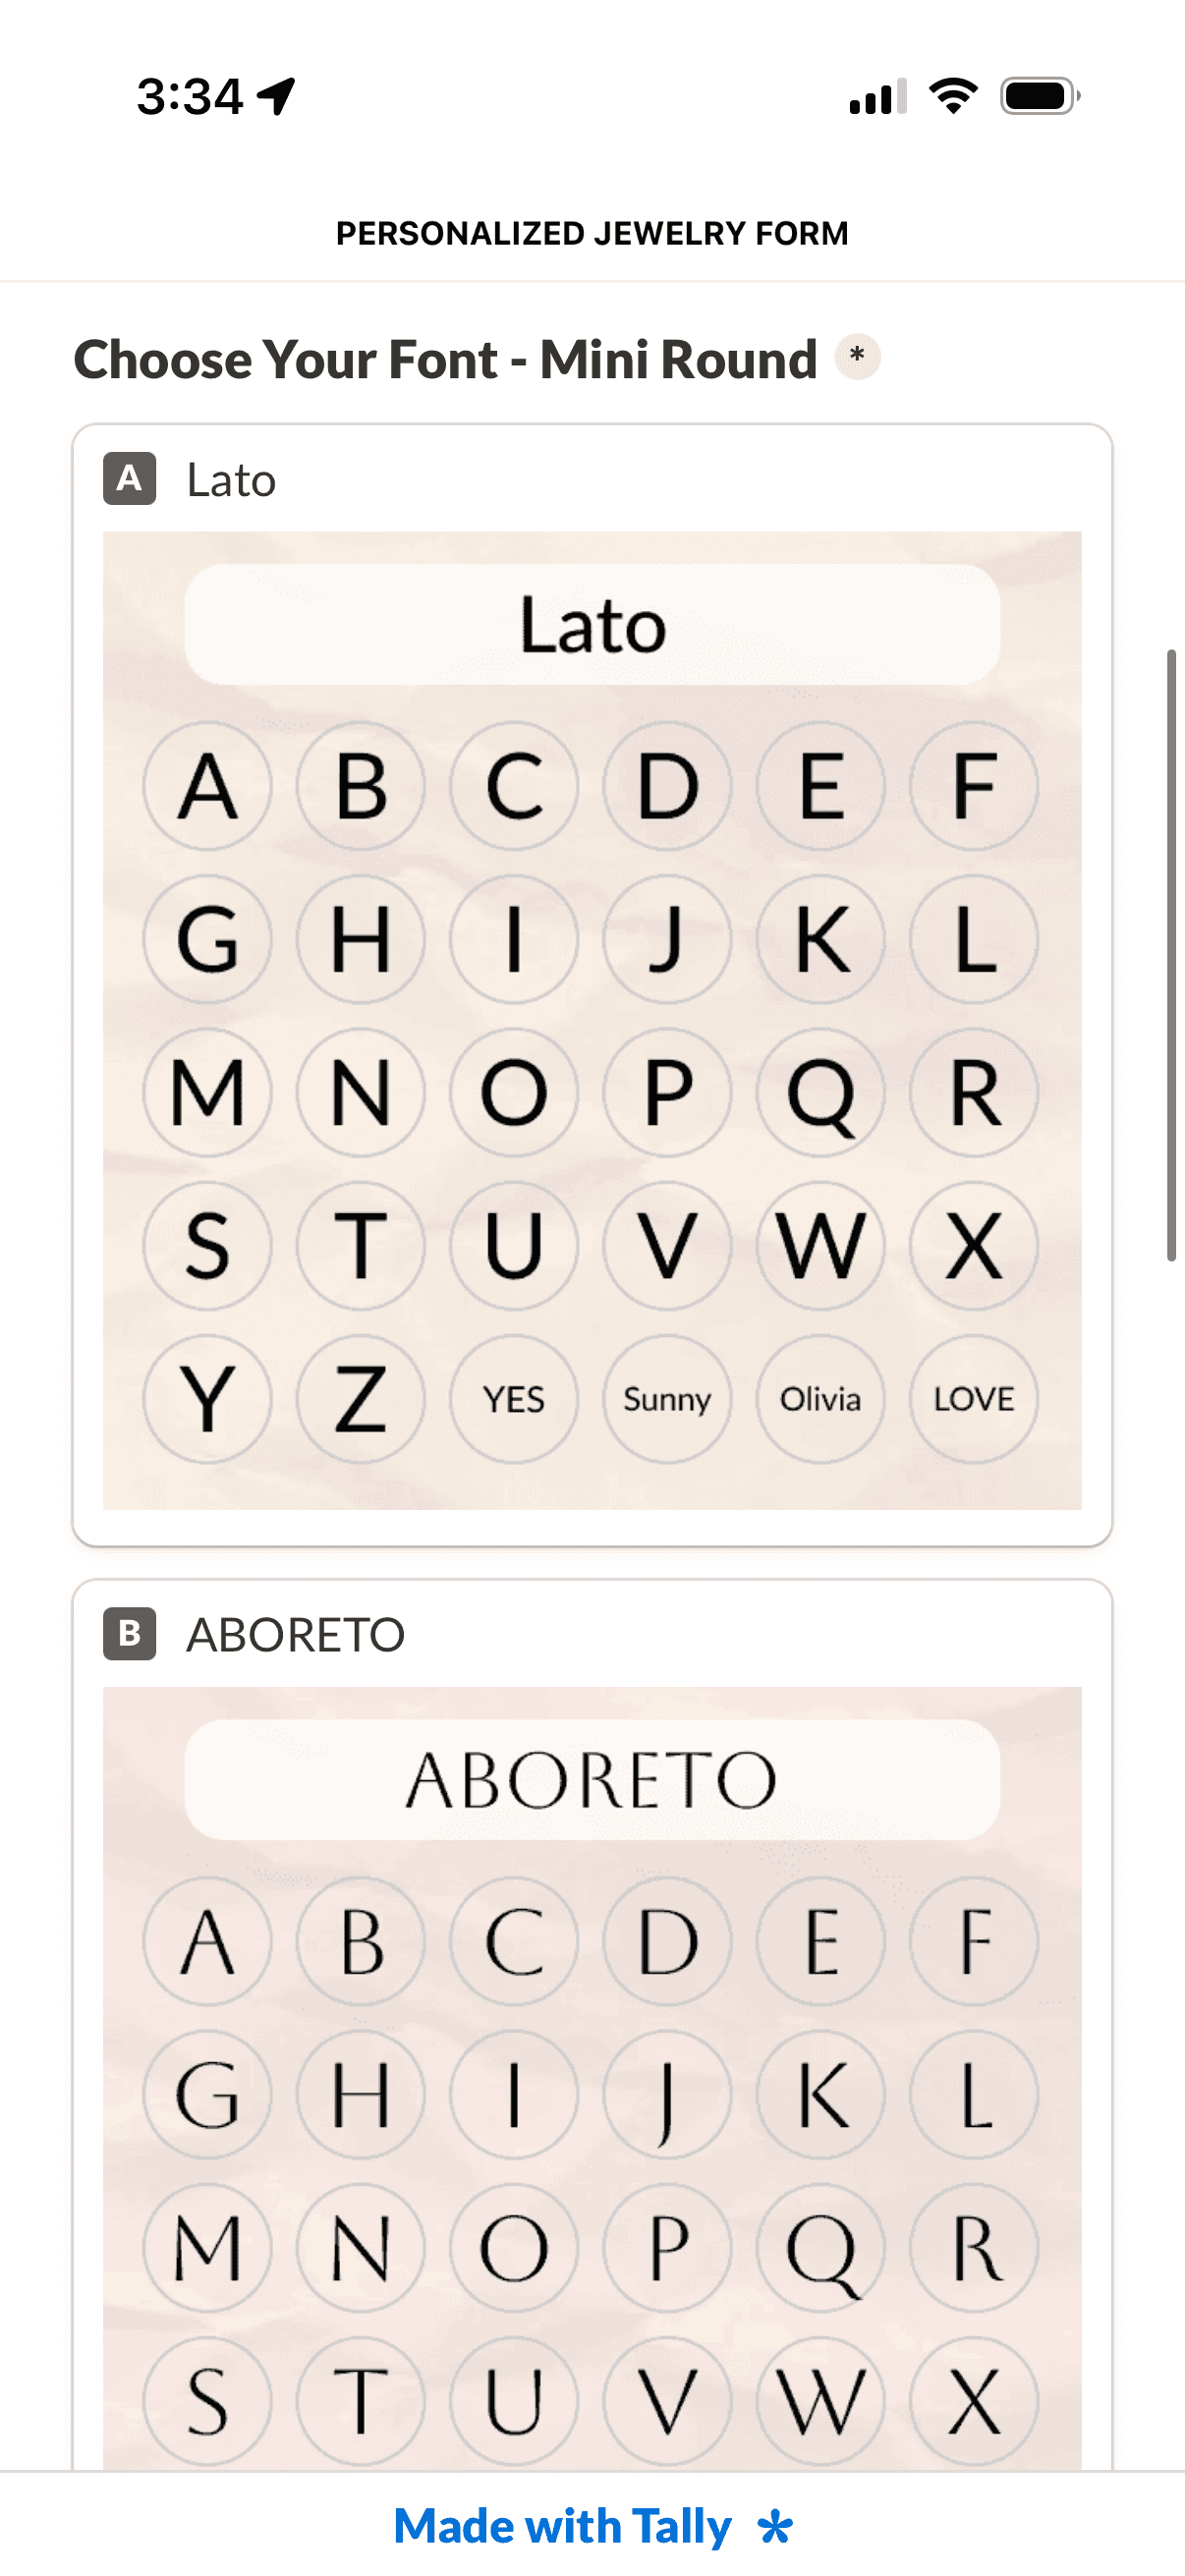 3:34
PERSONALIZED JEWELRY FORM
Choose Your Font - Mini Round *
A Lato
Lato
A B C D E F
G H I J K L
M N O P Q R
S T U V W X
Y Z YES Sunny Olivia LOVE
B ABORETO
ABORETO
A B C D E F
G H I J K L
M N O P Q R
S T U V W X
Made with Tally *